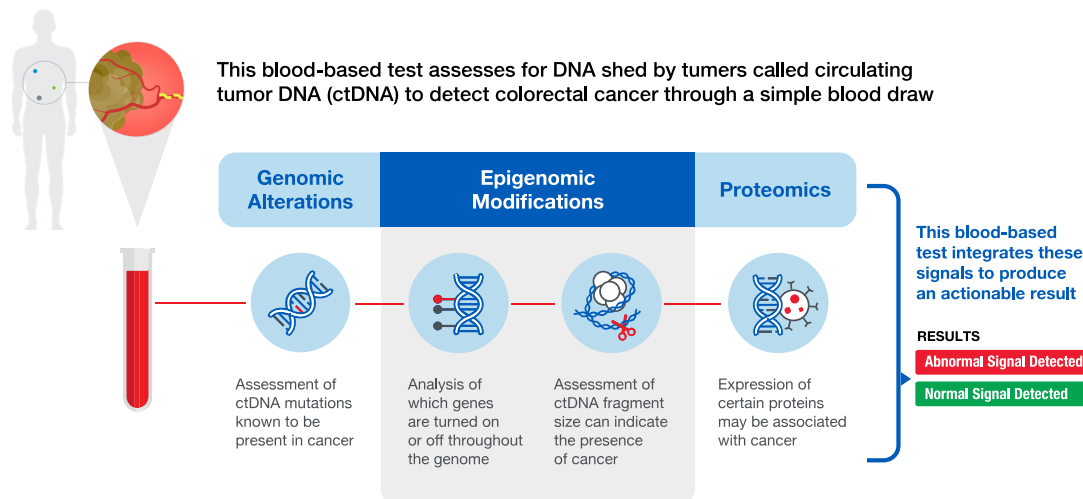 This blood-based test assesses for DNA shed by tumers called circulating
tumor DNA (ctDNA) to detect colorectal cancer through a simple blood draw
Genomic
Alterations
Epigenomic
Modifications
Proteomics
Assessment of
ctDNA mutations
known to be
present in cancer
Analysis of
which genes
are turned on
or off throughout
the genome
Assessment of
ctDNA fragment
size can indicate
the presence
of cancer
Expression of
certain proteins
may be associated
with cancer
This blood-based
test integrates these
signals to produce
an actionable result
RESULTS
Abnormal Signal Detected
Normal Signal Detected